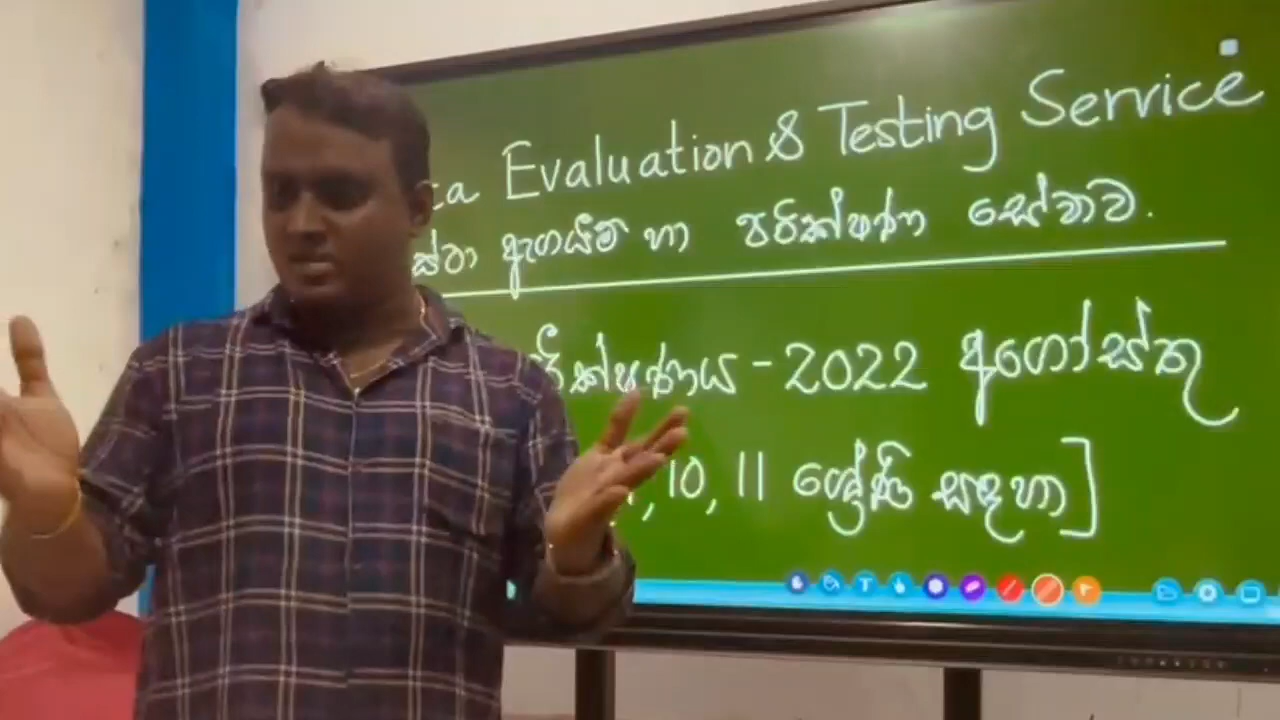 Evaluation & Testing Service
ඇගයීම් හා පරීක්ෂණ සේවාව.
- 2022 අගෝස්තු
10, 11 ශ්‍රේණි සඳහා]